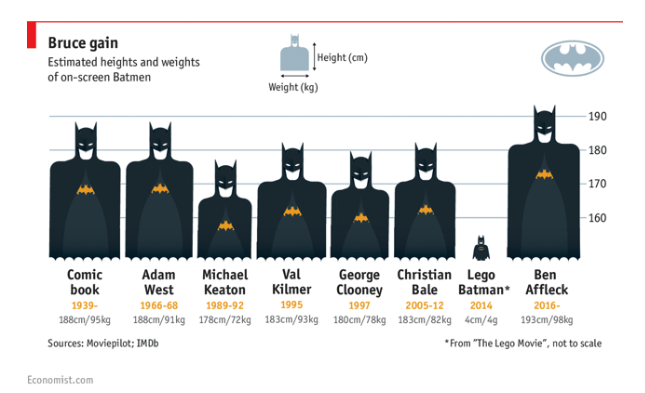 Bruce gain
Estimated heights and weights
of on-screen Batmen
Height (cm)
Weight (kg)
190
180
170
160
Comic book
1939-
188cm/95kg
Adam West
1966-68
188cm/91kg
Michael Keaton
1989-92
178cm/72kg
Val Kilmer
1995
183cm/93kg
George Clooney
1997
180cm/78kg
Christian Bale
2005-12
183cm/82kg
Lego Batman*
2014
4cm/4g
Ben Affleck
2016-
193cm/98kg
Sources: Moviepilot; IMDb
*From "The Lego Movie", not to scale
Economist.com